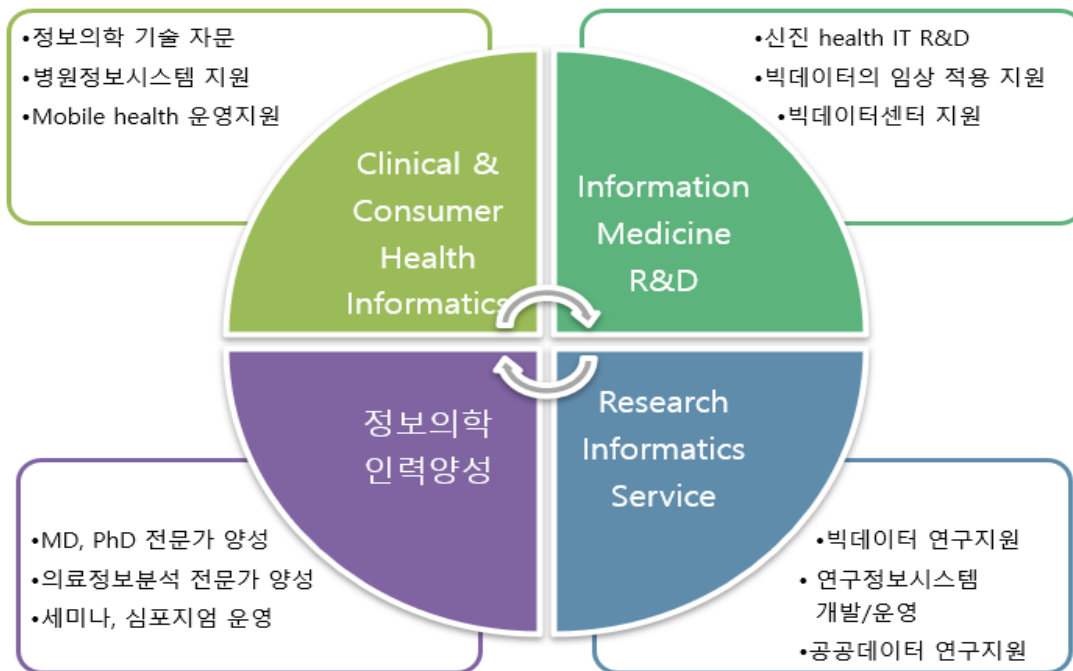 •정보의학 기술 자문
•병원정보시스템 지원
•Mobile health 운영지원
•신진 health IT R&D
•빅데이터의 임상 적용 지원
•빅데이터센터 지원
Clinical &
Consumer
Health
Informatics
Information
Medicine
R&D
정보의학
인력양성
Research
Informatics
Service
•MD, PhD 전문가 양성
•의료정보분석 전문가 양성
•세미나, 심포지엄 운영
•빅데이터 연구지원
• 연구정보시스템
개발/운영
•공공데이터 연구지원